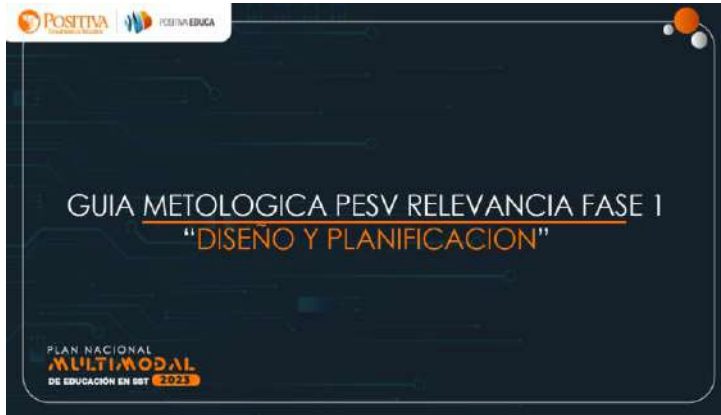 POSITIVA
POSITIVA EDUCA
GUIA METOLOGICA PESV RELEVANCIA FASE 1
“DISEÑO Y PLANIFICACION”
PLAN NACIONAL
MULTIMODAL
DE EDUCACIÓN EN SST 2023